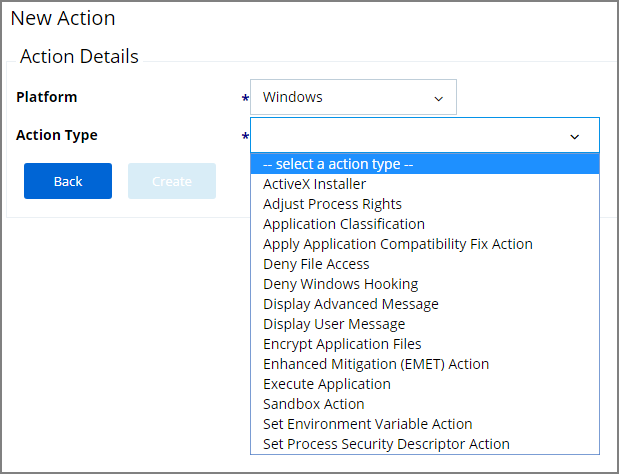 New Action
Action Details
Platform * Windows
Action Type *
-- select a action type --
Back Create
ActiveX Installer
Adjust Process Rights
Application Classification
Apply Application Compatibility Fix Action
Deny File Access
Deny Windows Hooking
Display Advanced Message
Display User Message
Encrypt Application Files
Enhanced Mitigation (EMET) Action
Execute Application
Sandbox Action
Set Environment Variable Action
Set Process Security Descriptor Action